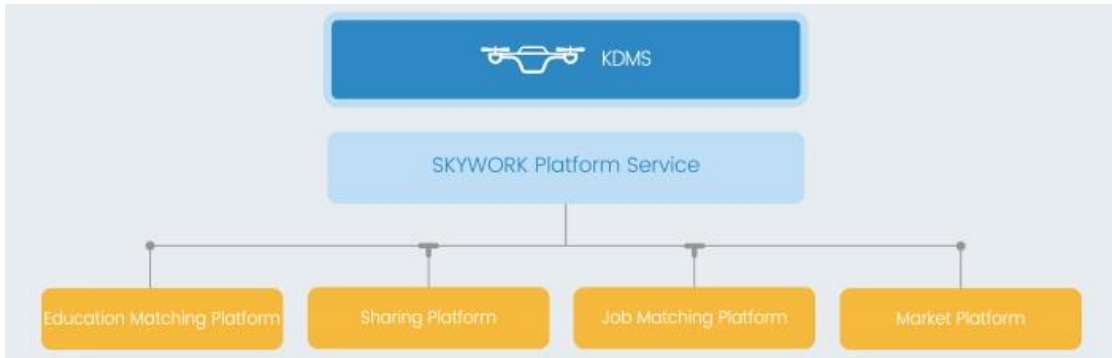 KDMS
SKYWORK Platform Service
Education Matching Platform
Sharing Platform
Job Matching Platform
Market Platform